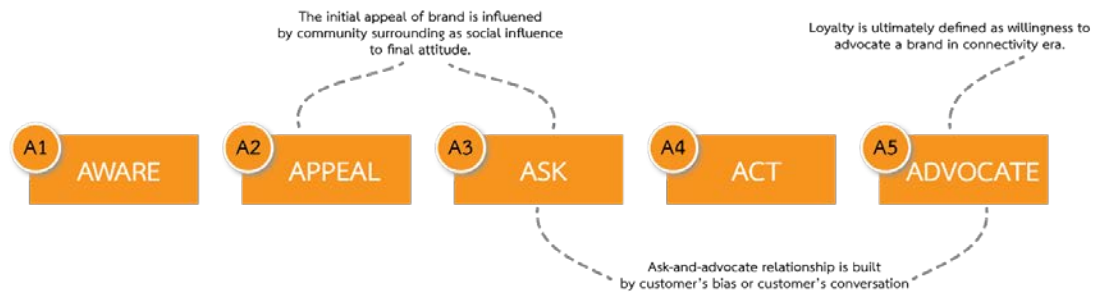 The initial appeal of brand is influened
by community surrounding as social influence
to final attitude.
Loyalty is ultimately defined as willingness to
advocate a brand in connectivity era.
A1
AWARE
A2
APPEAL
A3
ASK
A4
ACT
A5
ADVOCATE
Ask-and-advocate relationship is built
by customer's bias or customer's conversation